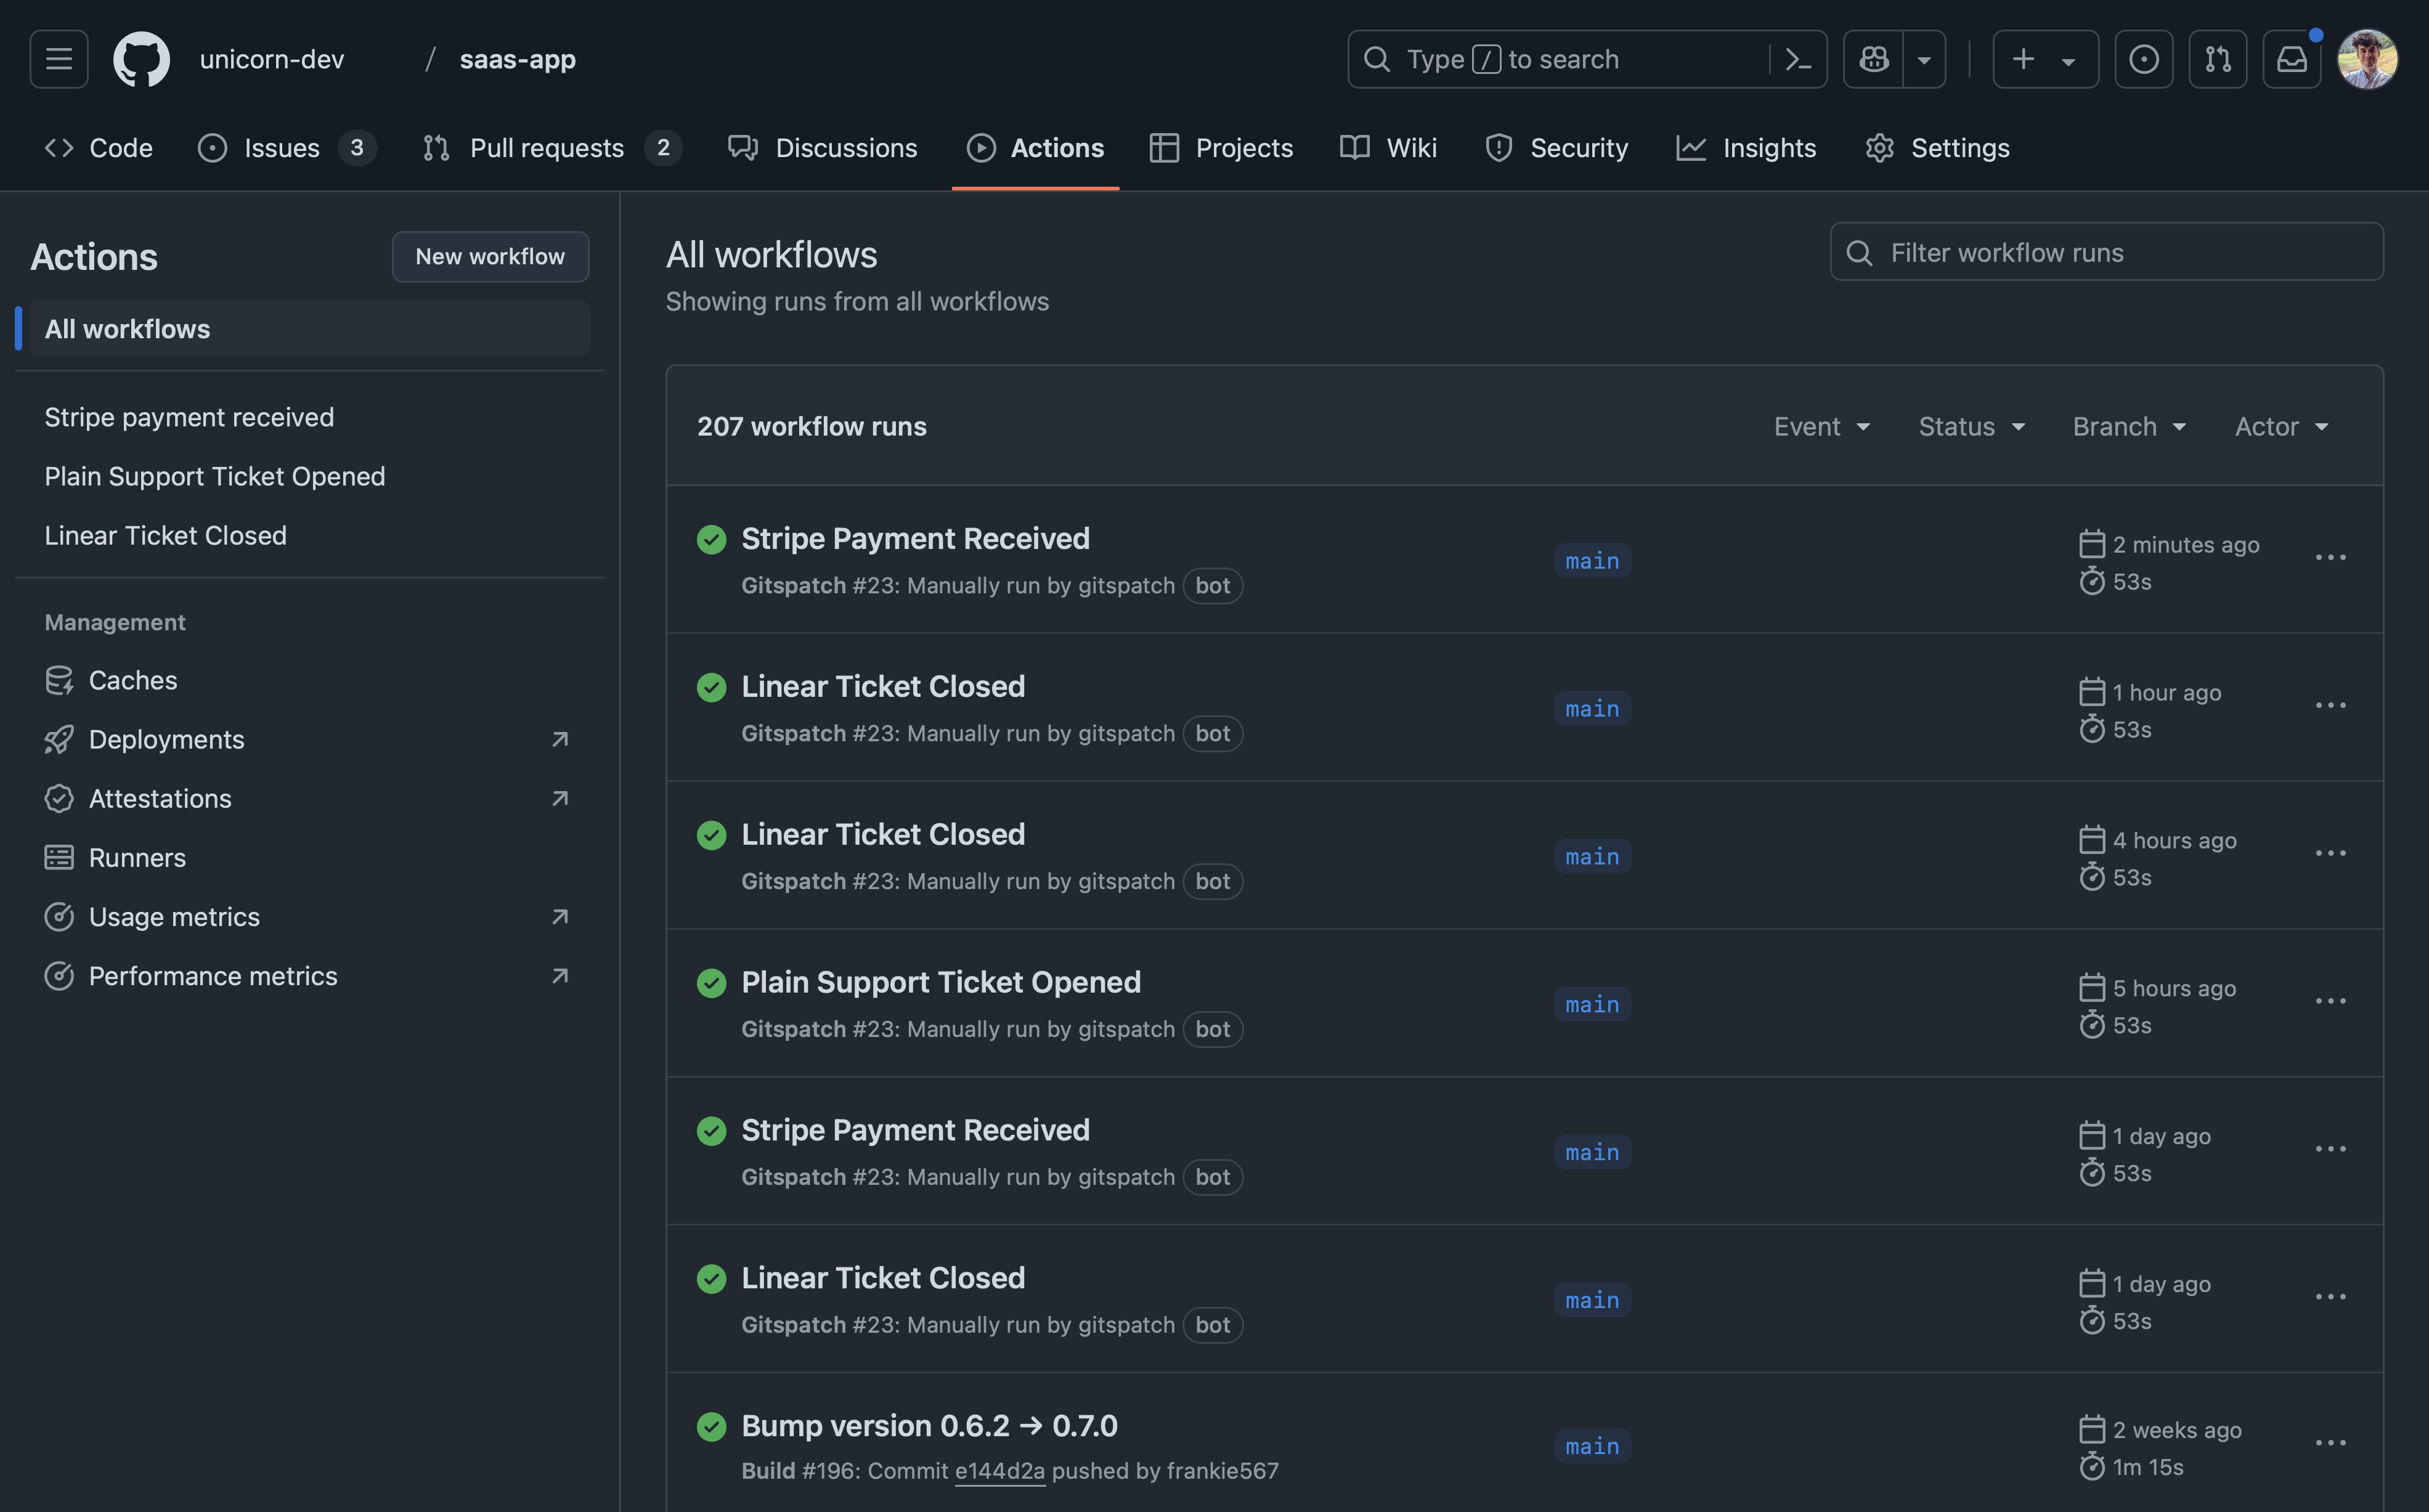 unicorn-dev / saas-app
Type / to search
Code
Issues 3
Pull requests 2
Discussions
Actions
Projects
Wiki
Security
Insights
Settings
Actions
New workflow
All workflows
Stripe payment received
Plain Support Ticket Opened
Linear Ticket Closed
Management
Caches
Deployments
Attestations
Runners
Usage metrics
Performance metrics
All workflows
Showing runs from all workflows
Filter workflow runs
207 workflow runs
Event
Status
Branch
Actor
Stripe Payment Received
Gitspatch #23: Manually run by gitspatch bot
main
2 minutes ago
53s
Linear Ticket Closed
Gitspatch #23: Manually run by gitspatch bot
main
1 hour ago
53s
Linear Ticket Closed
Gitspatch #23: Manually run by gitspatch bot
main
4 hours ago
53s
Plain Support Ticket Opened
Gitspatch #23: Manually run by gitspatch bot
main
5 hours ago
53s
Stripe Payment Received
Gitspatch #23: Manually run by gitspatch bot
main
1 day ago
53s
Linear Ticket Closed
Gitspatch #23: Manually run by gitspatch bot
main
1 day ago
53s
Bump version 0.6.2 → 0.7.0
Build #196: Commit e144d2a pushed by frankie567
main
2 weeks ago
1m 15s